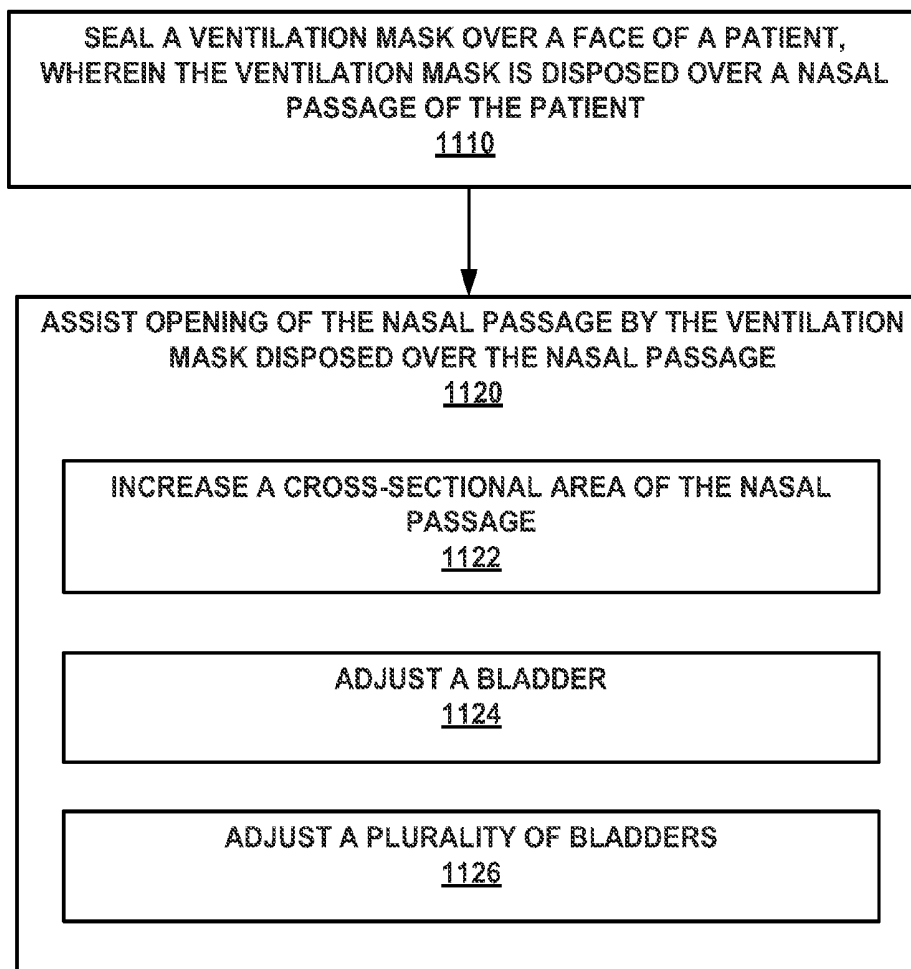 SEAL A VENTILATION MASK OVER A FACE OF A PATIENT,
WHEREIN THE VENTILATION MASK IS DISPOSED OVER A NASAL
PASSAGE OF THE PATIENT
1110
ASSIST OPENING OF THE NASAL PASSAGE BY THE VENTILATION
MASK DISPOSED OVER THE NASAL PASSAGE
1120
INCREASE A CROSS-SECTIONAL AREA OF THE NASAL
PASSAGE
1122
ADJUST A BLADDER
1124
ADJUST A PLURALITY OF BLADDERS
1126